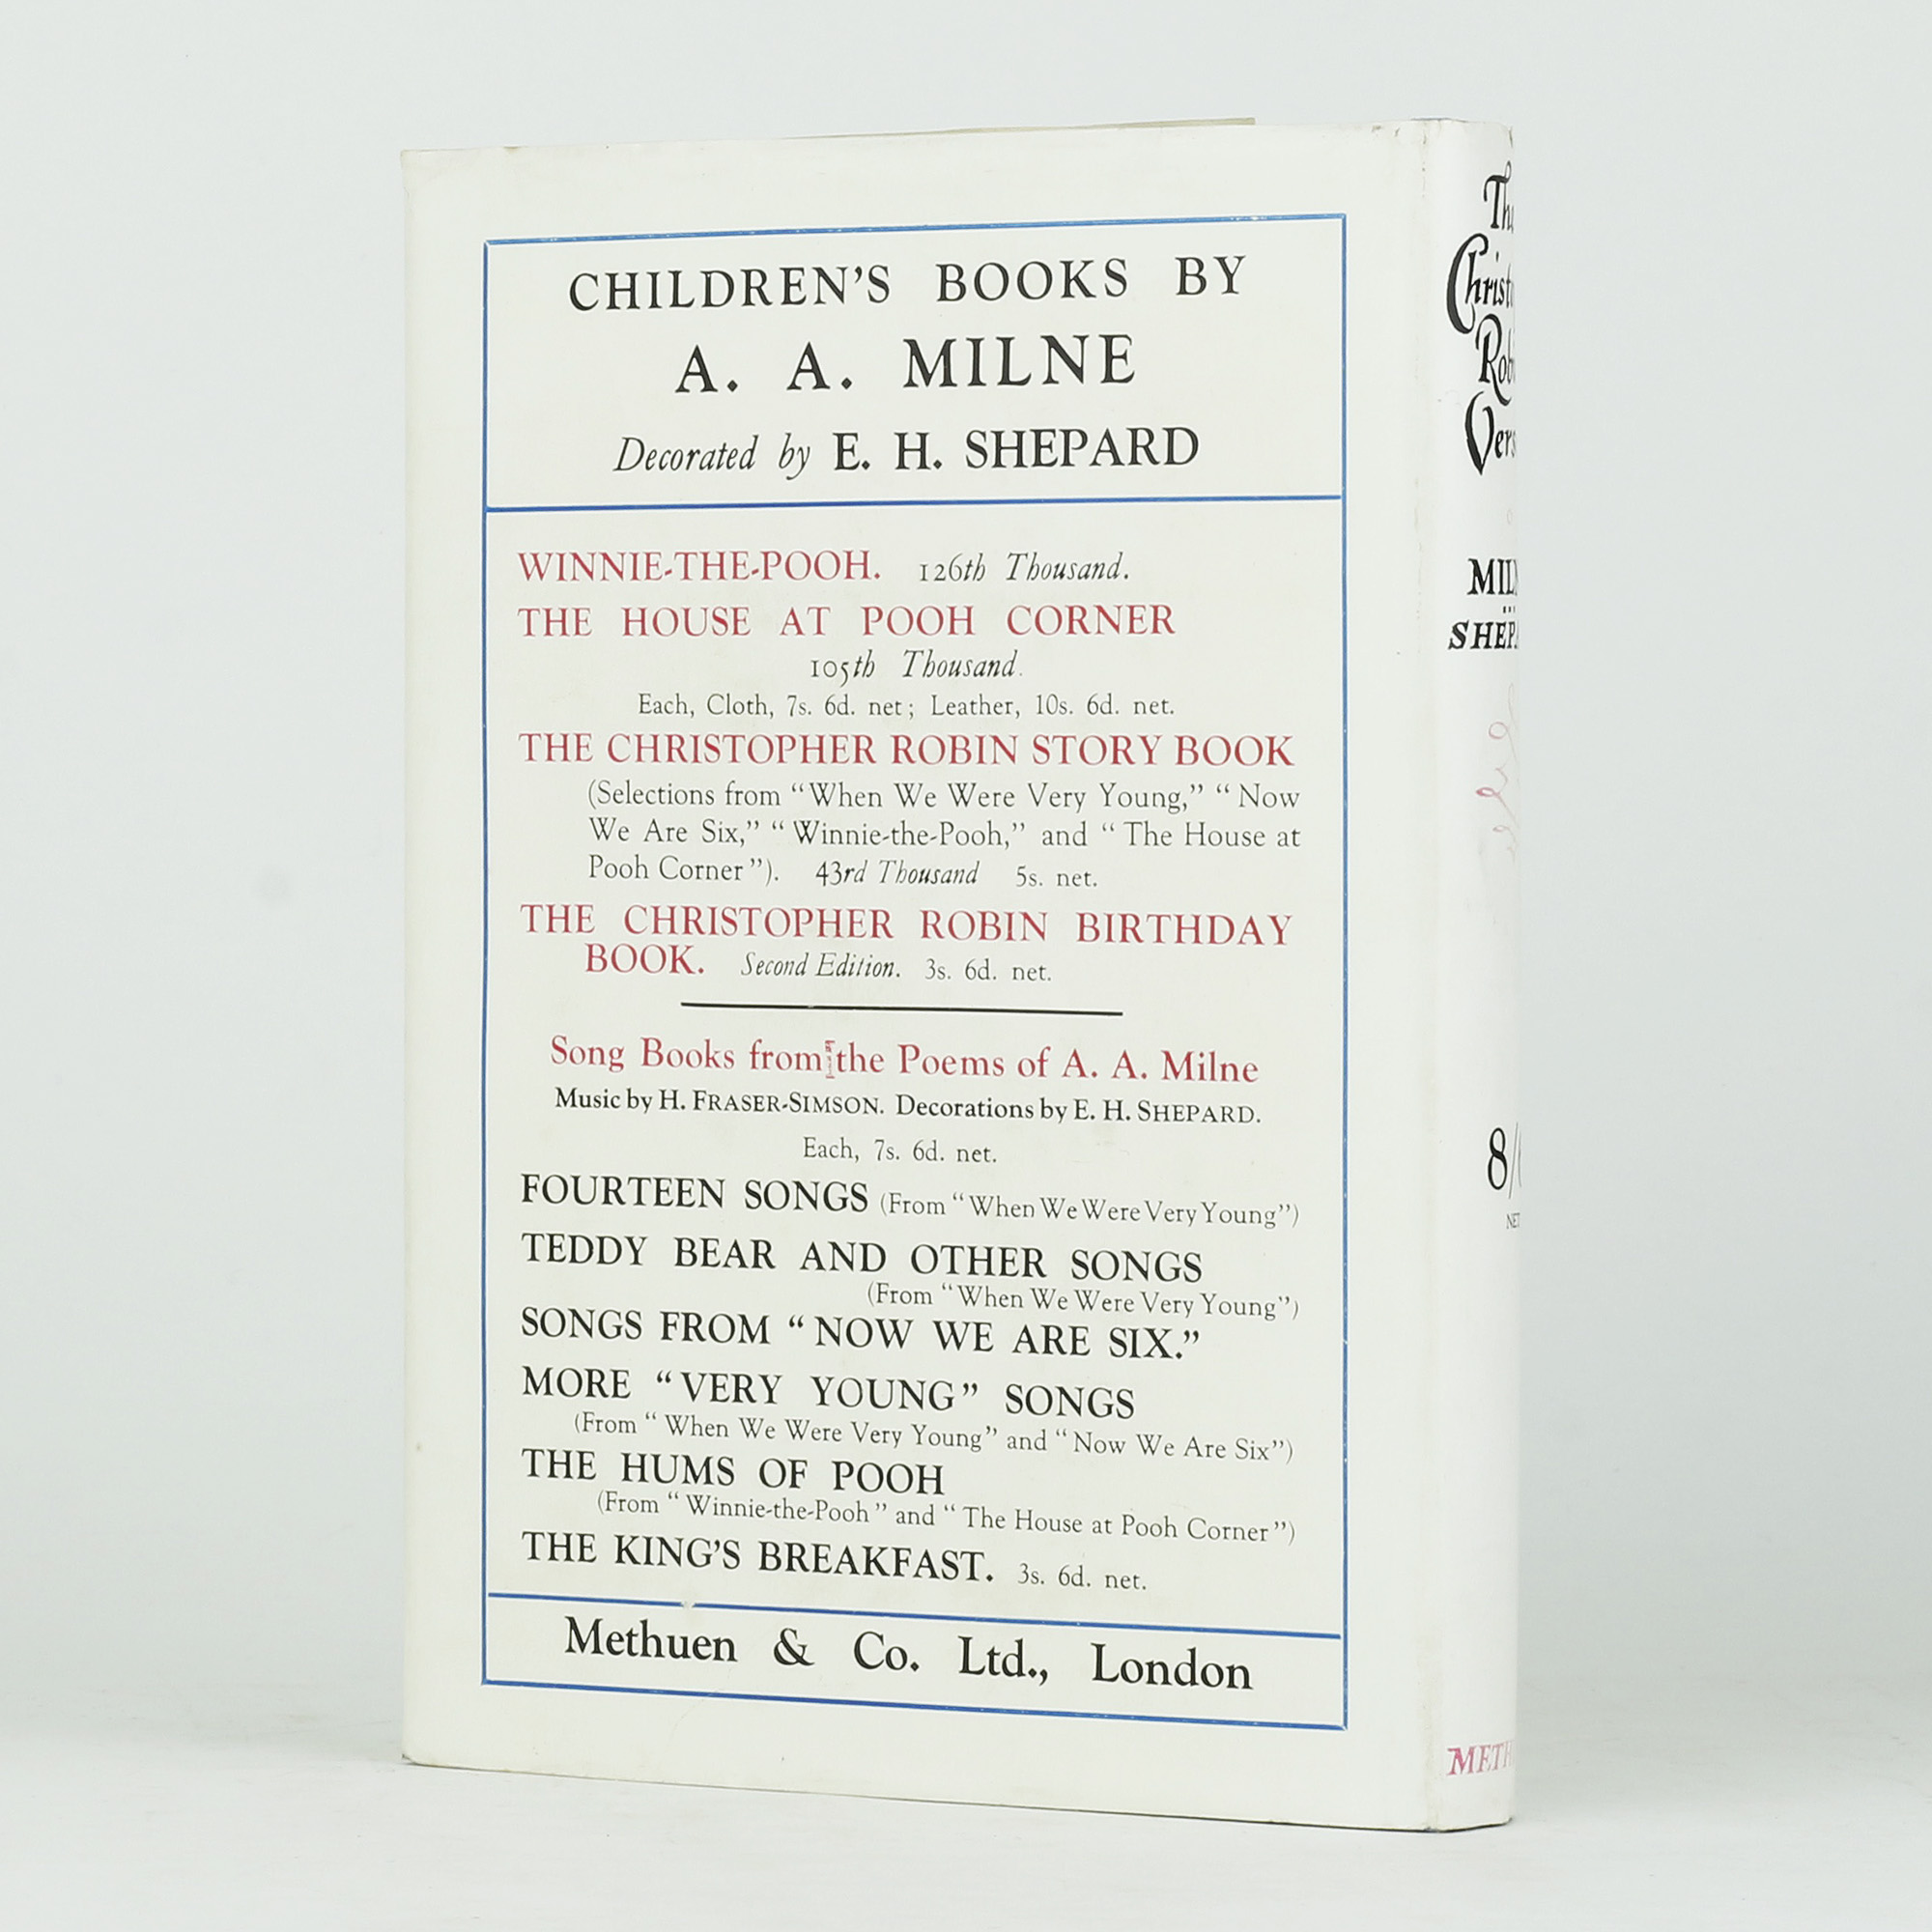 CHILDREN'S BOOKS BY
A. A. MILNE
Decorated by E. H. SHEPARD
WINNIE-THE-POOH. 126th Thousand.
THE HOUSE AT POOH CORNER
105th Thousand.
Each, Cloth, 7s. 6d. net; Leather, 10s. 6d. net.
THE CHRISTOPHER ROBIN STORY BOOK
(Selections from "When We Were Very Young," "Now
We Are Six," "Winnie-the-Pooh," and "The House at
Pooh Corner"). 43rd Thousand 5s. net.
THE CHRISTOPHER ROBIN BIRTHDAY
BOOK. Second Edition. 3s. 6d. net.
Song Books from the Poems of A. A. Milne
Music by H. FRASER-SIMSON. Decorations by E. H. SHEPARD.
Each, 7s. 6d. net.
FOURTEEN SONGS (From "When We Were Very Young")
TEDDY BEAR AND OTHER SONGS
(From "When We Were Very Young")
SONGS FROM "NOW WE ARE SIX."
MORE "VERY YOUNG" SONGS
(From "When We Were Very Young" and "Now We Are Six")
THE HUMS OF POOH
(From "Winnie-the-Pooh" and "The House at Pooh Corner")
THE KING'S BREAKFAST. 3s. 6d. net.
Methuen & Co. Ltd., London
The